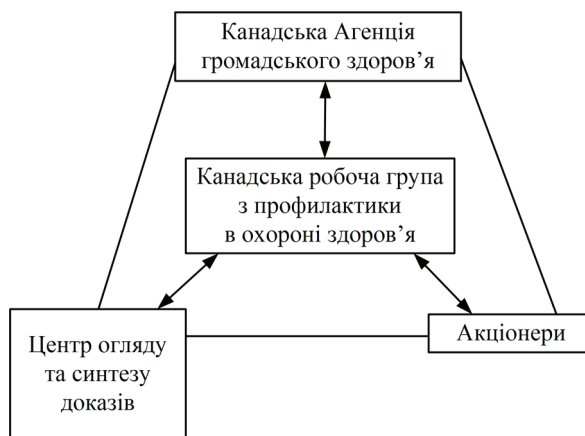 Канадська Агенція
громадського здоров’я
Канадська робоча група
з профилактики
в охороні здоров’я
Центр огляду
та синтезу
доказів
Акціонери